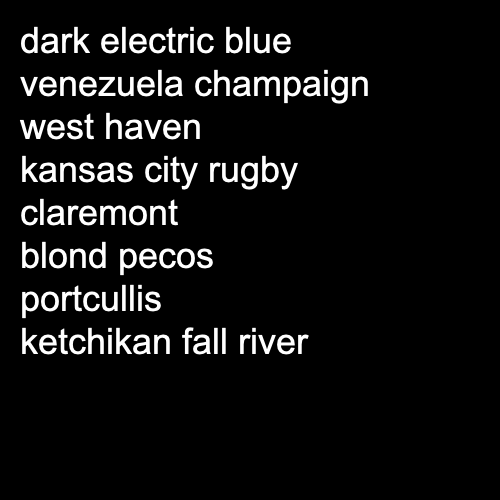 dark electric blue
venezuela champaign
west haven
kansas city rugby
claremont
blond pecos
portcullis
ketchikan fall river